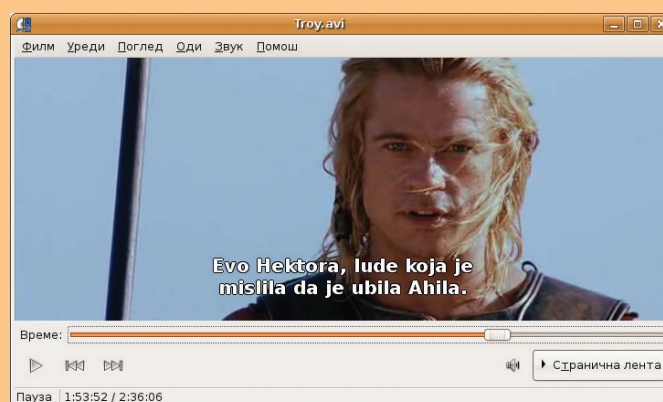 Troy.avi
Филм Уреди Поглед Оди Звук Помош
Evo Hektora, lude koja je
mislila da je ubila Ahila.
Време:
Странична лента
Пауза 1:53:52 / 2:36:06